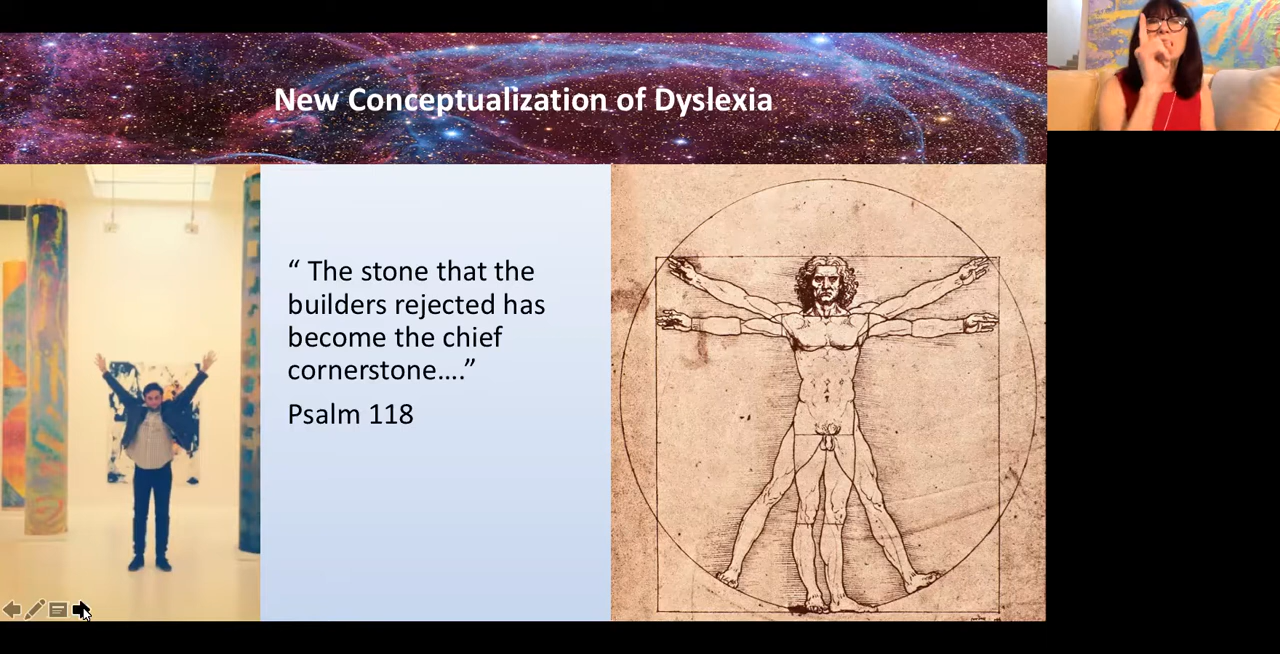 New Conceptualization of Dyslexia
“ The stone that the
builders rejected has
become the chief
cornerstone….”
Psalm 118